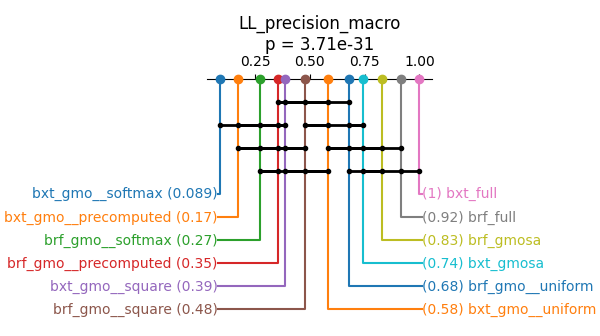 LL_precision_macro
p = 3.71e-31
0.25 0.50 0.75 1.00
bxt_gmo__softmax (0.089) (1) bxt_full
bxt_gmo__precomputed (0.17) (0.92) brf_full
brf_gmo__softmax (0.27) (0.83) brf_gmosa
brf_gmo__precomputed (0.35) (0.74) bxt_gmosa
bxt_gmo__square (0.39) (0.68) brf_gmo__uniform
brf_gmo__square (0.48) (0.58) bxt_gmo__uniform